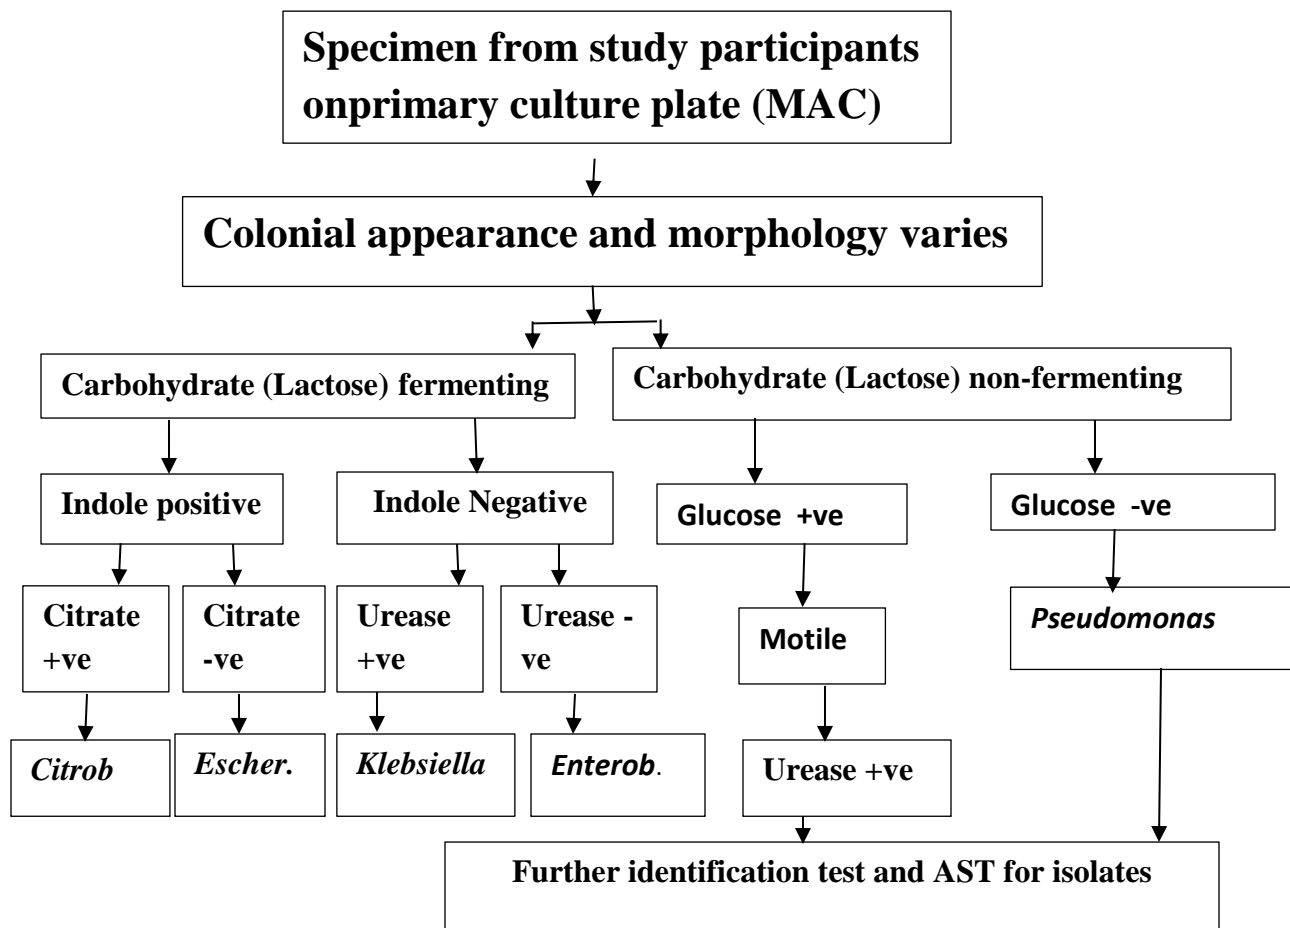 Specimen from study participants
onprimary culture plate (MAC)
Colonial appearance and morphology varies
Carbohydrate (Lactose) fermenting
Carbohydrate (Lactose) non-fermenting
Indole positive
Indole Negative
Glucose +ve
Glucose -ve
Citrate
+ve
Citrate
-ve
Urease
+ve
Urease -
ve
Motile
Pseudomonas
Citrob
Escher.
Klebsiella
Enterob.
Urease +ve
Further identification test and AST for isolates